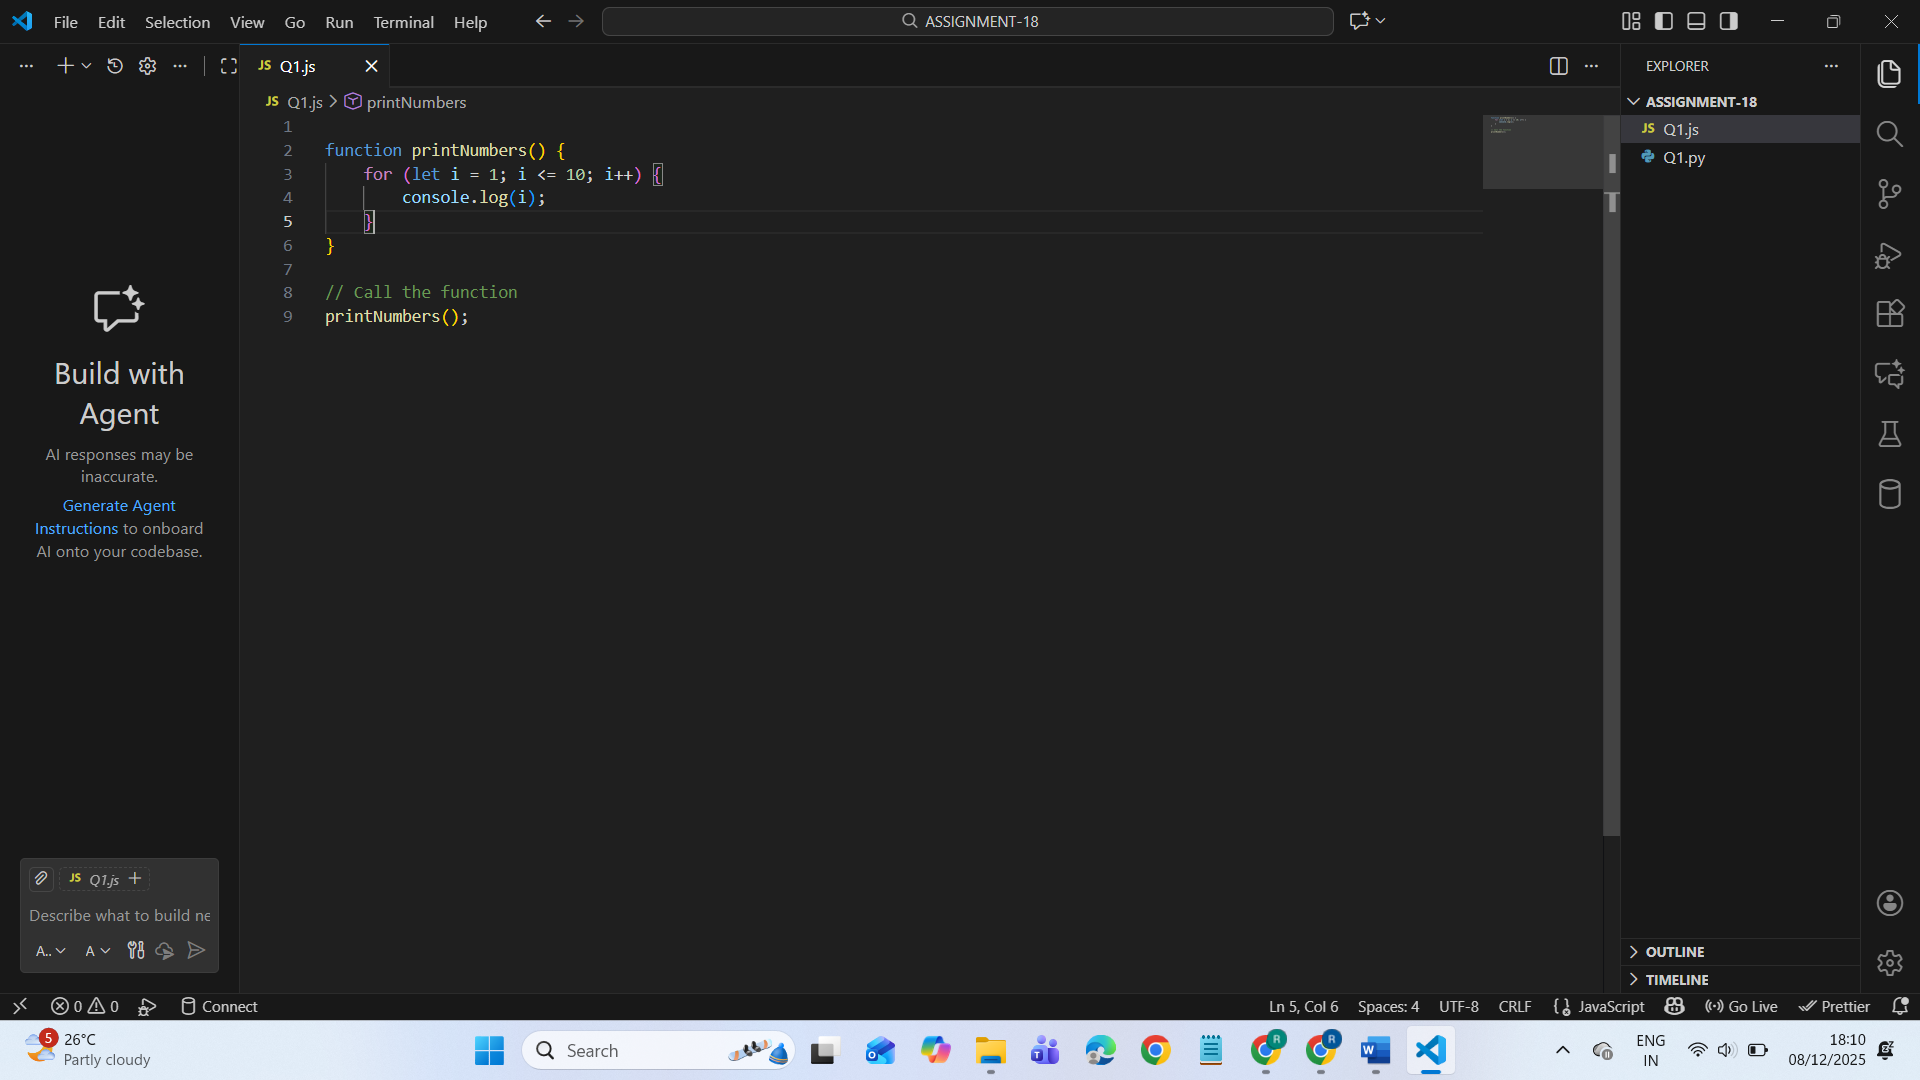 File Edit Selection View Go Run Terminal Help
ASSIGNMENT-18
JS Q1.js
JS Q1.js > printNumbers
1
2 function printNumbers() {
3     for (let i = 1; i <= 10; i++) {
4         console.log(i);
5     }
6 }
7
8 // Call the function
9 printNumbers();
Build with
Agent
AI responses may be
inaccurate.
Generate Agent
Instructions to onboard
AI onto your codebase.
JS Q1.js
Describe what to build ne
A.. A
EXPLORER
ASSIGNMENT-18
JS Q1.js
Q1.py
OUTLINE
TIMELINE
0 0 Connect
Ln 5, Col 6 Spaces: 4 UTF-8 CRLF {} JavaScript Go Live Prettier
5 26°C
Partly cloudy
Search
R R
ENG
IN
18:10
08/12/2025